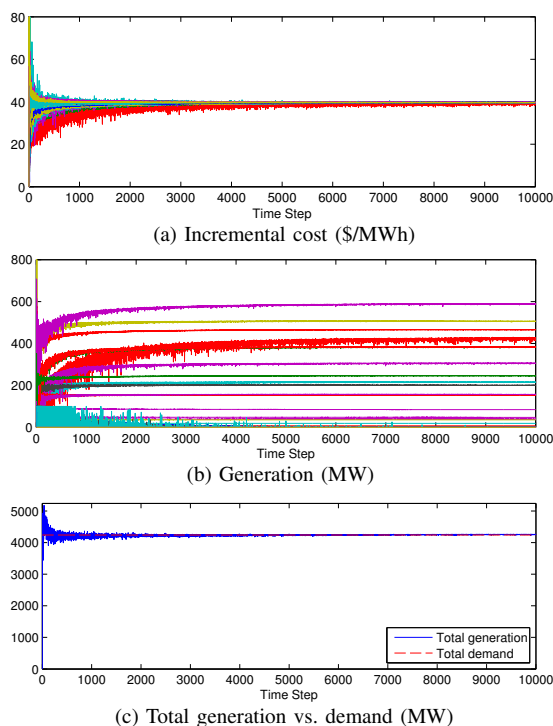 80
60
40
20
0
0 1000 2000 3000 4000 5000 6000 7000 8000 9000 10000
Time Step
(a) Incremental cost ($/MWh)
800
600
400
200
0
0 1000 2000 3000 4000 5000 6000 7000 8000 9000 10000
Time Step
(b) Generation (MW)
5000
4000
3000
2000
1000
0
0 1000 2000 3000 4000 5000 6000 7000 8000 9000 10000
Time Step
Total generation
Total demand
(c) Total generation vs. demand (MW)